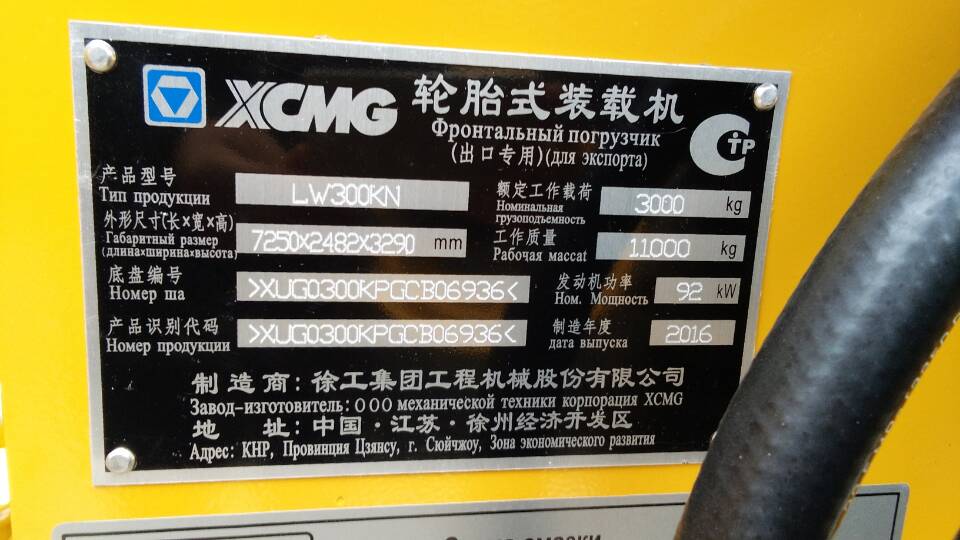 XCMG 轮胎式装载机
Фронтальный погрузчик
(出口专用)(для экспорта)
СТР
产品型号
Тип продукции
LW300KN
额定工作载荷
Номинальная
грузоподъемность
3000 kg
外形尺寸(长×宽×高)
Габаритный размер
(длина×ширина×высота)
7250×2482×3290 mm
工作质量
Рабочая массat
11000 kg
底盘编号
Номер ша
>XUG0300KPGCB06936<
发动机功率
Ном. Мощность
92 kW
产品识别代码
Номер продукции
>XUG0300KPGCB06936<
制造年度
дата выпуска
2016
制造商：徐工集团工程机械股份有限公司
Завод-изготовитель: ООО механической техники корпорация XCMG
地 址：中国·江苏·徐州经济开发区
Адрес: КНР, Провинция Цзянсу, г. Сюйчжоу, Зона экономического развития